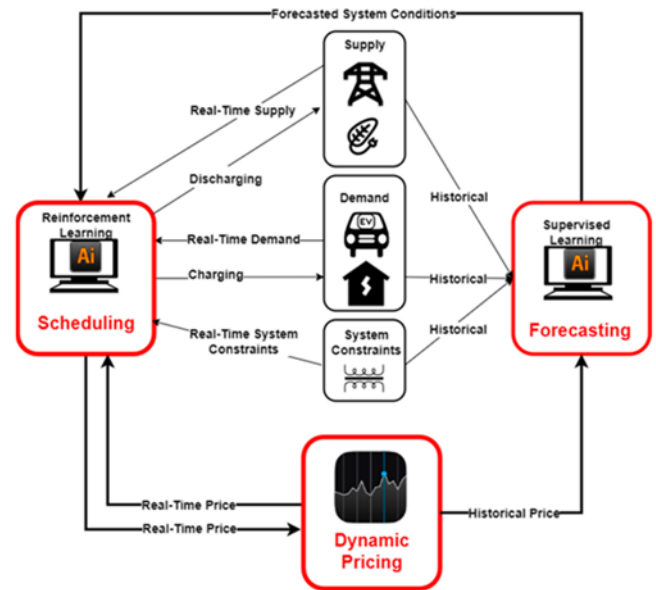 Forecasted System Conditions
Supply
Real-Time Supply
Discharging
Historical
Reinforcement
Learning
Ai
Scheduling
Demand
EV
Real-Time Demand
Charging
Historical
Supervised
Learning
Ai
Forecasting
Real-Time System
Constraints
System
Constraints
Historical
Real-Time Price
Real-Time Price
Dynamic
Pricing
Historical Price